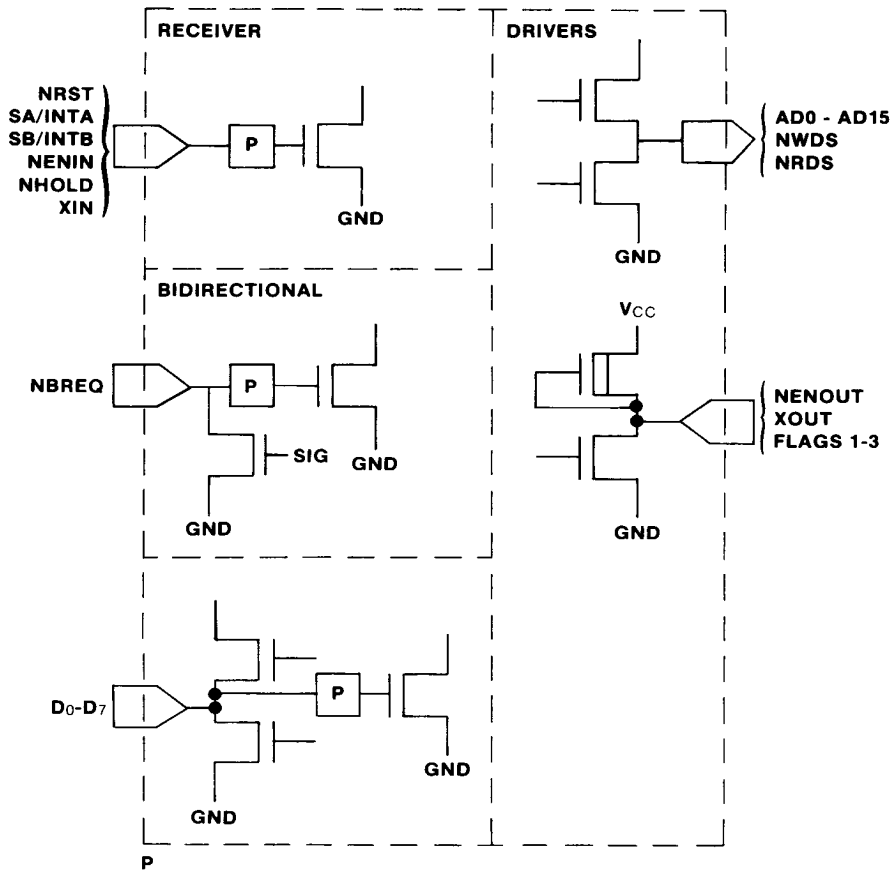 RECEIVER
NRST
SA/INTA
SB/INTB
NENIN
NHOLD
XIN
P
GND
DRIVERS
AD0 - AD15
NWDS
NRDS
GND
BIDIRECTIONAL
NBREQ
P
SIG
GND
GND
VCC
NENOUT
XOUT
FLAGS 1-3
GND
D0-D7
P
GND
GND
P